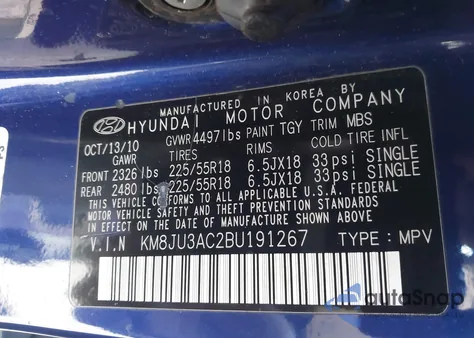 MANUFACTURED IN KOREA BY
HYUNDAI MOTOR COMPANY
OCT/13/10 GVWR 4497lbs PAINT TGY TRIM MBS
GAWR TIRES RIMS COLD TIRE INFL
FRONT 2326 lbs 225/55R18 6.5JX18 33psi SINGLE
REAR 2480 lbs 225/55R18 6.5JX18 33psi SINGLE
THIS VEHICLE CONFORMS TO ALL APPLICABLE U.S.A. FEDERAL
MOTOR VEHICLE SAFETY AND THEFT PREVENTION STANDARDS IN EFFECT
ON THE DATE OF MANUFACTURE SHOWN ABOVE.
V.I.N KM8JU3AC2BU191267 TYPE : MPV
autoSnap